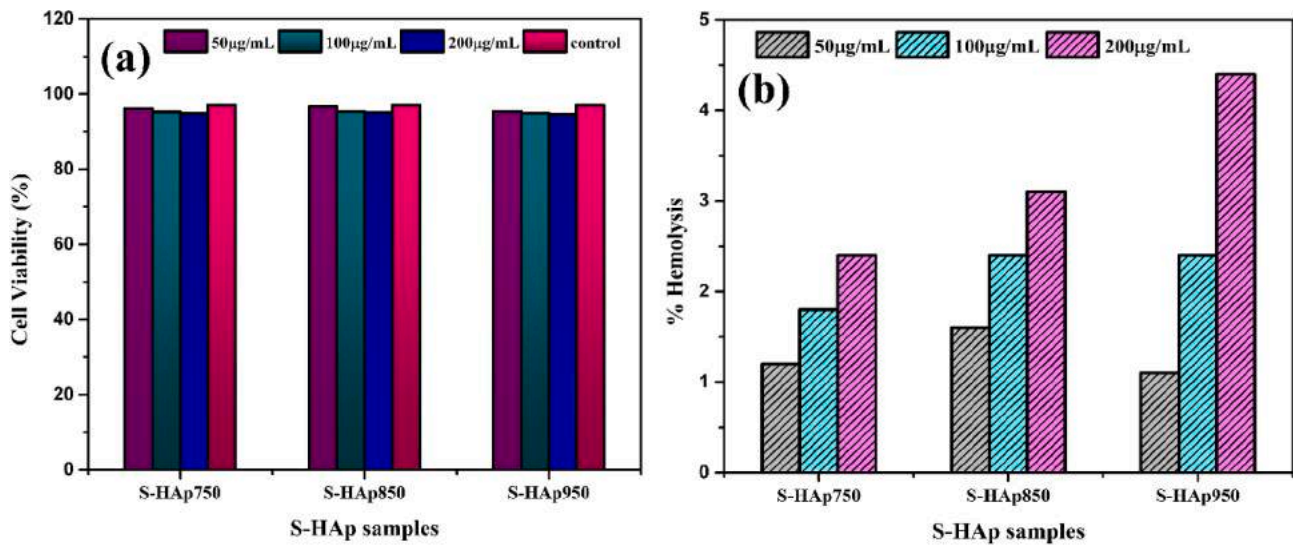 (a)
50μg/mL 100μg/mL 200μg/mL control
120
100
80
60
40
20
0
Cell Viability (%)
S-HAp750 S-HAp850 S-HAp950
S-HAp samples
(b)
50μg/mL 100μg/mL 200μg/mL
5
4
3
2
1
0
% Hemolysis
S-HAp750 S-HAp850 S-HAp950
S-HAp samples